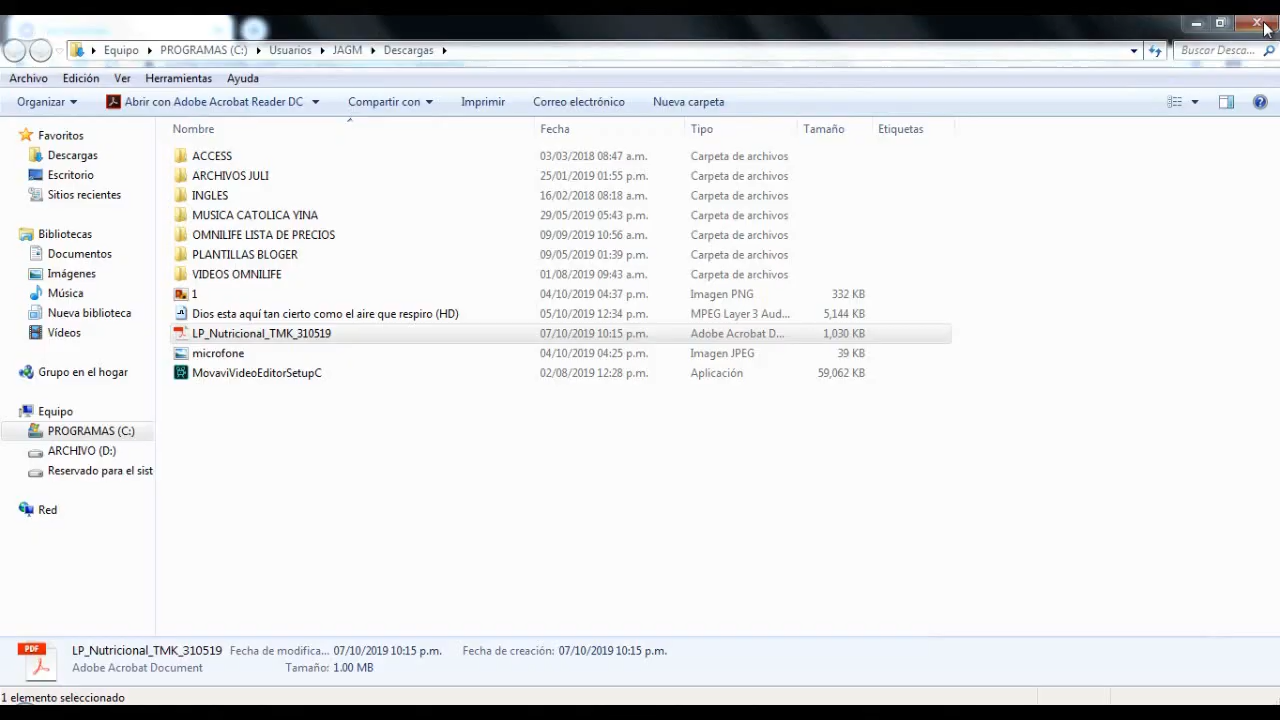 Equipo PROGRAMAS (C:) Usuarios JAGM Descargas Buscar Desca...
Archivo Edición Ver Herramientas Ayuda
Organizar Abrir con Adobe Acrobat Reader DC Compartir con Imprimir Correo electrónico Nueva carpeta
Favoritos
Descargas
Escritorio
Sitios recientes
Bibliotecas
Documentos
Imágenes
Música
Nueva biblioteca
Vídeos
Grupo en el hogar
Equipo
PROGRAMAS (C:)
ARCHIVO (D:)
Reservado para el sist
Red
Nombre Fecha Tipo Tamaño Etiquetas
ACCESS 03/03/2018 08:47 a.m. Carpeta de archivos
ARCHIVOS JULI 25/01/2019 01:55 p.m. Carpeta de archivos
INGLES 16/02/2018 08:18 a.m. Carpeta de archivos
MUSICA CATOLICA YINA 29/05/2019 05:43 p.m. Carpeta de archivos
OMNILIFE LISTA DE PRECIOS 09/09/2019 10:56 a.m. Carpeta de archivos
PLANTILLAS BLOGER 09/05/2019 01:39 p.m. Carpeta de archivos
VIDEOS OMNILIFE 01/08/2019 09:43 a.m. Carpeta de archivos
1 04/10/2019 04:37 p.m. Imagen PNG 332 KB
Dios esta aquí tan cierto como el aire que respiro (HD) 05/10/2019 12:34 p.m. MPEG Layer 3 Aud... 5,144 KB
LP_Nutricional_TMK_310519 07/10/2019 10:15 p.m. Adobe Acrobat D... 1,030 KB
microfone 04/10/2019 04:25 p.m. Imagen JPEG 39 KB
MovaviVideoEditorSetupC 02/08/2019 12:28 p.m. Aplicación 59,062 KB
PDF
LP_Nutricional_TMK_310519 Fecha de modifica... 07/10/2019 10:15 p.m. Fecha de creación: 07/10/2019 10:15 p.m.
Adobe Acrobat Document Tamaño: 1.00 MB
1 elemento seleccionado